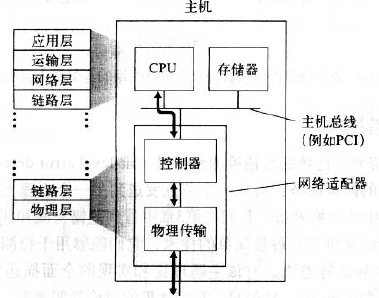 主机
应用层
运输层
网络层
链路层
链路层
物理层
CPU
存储器
主机总线
(例如PCI)
控制器
网络适配器
物理传输